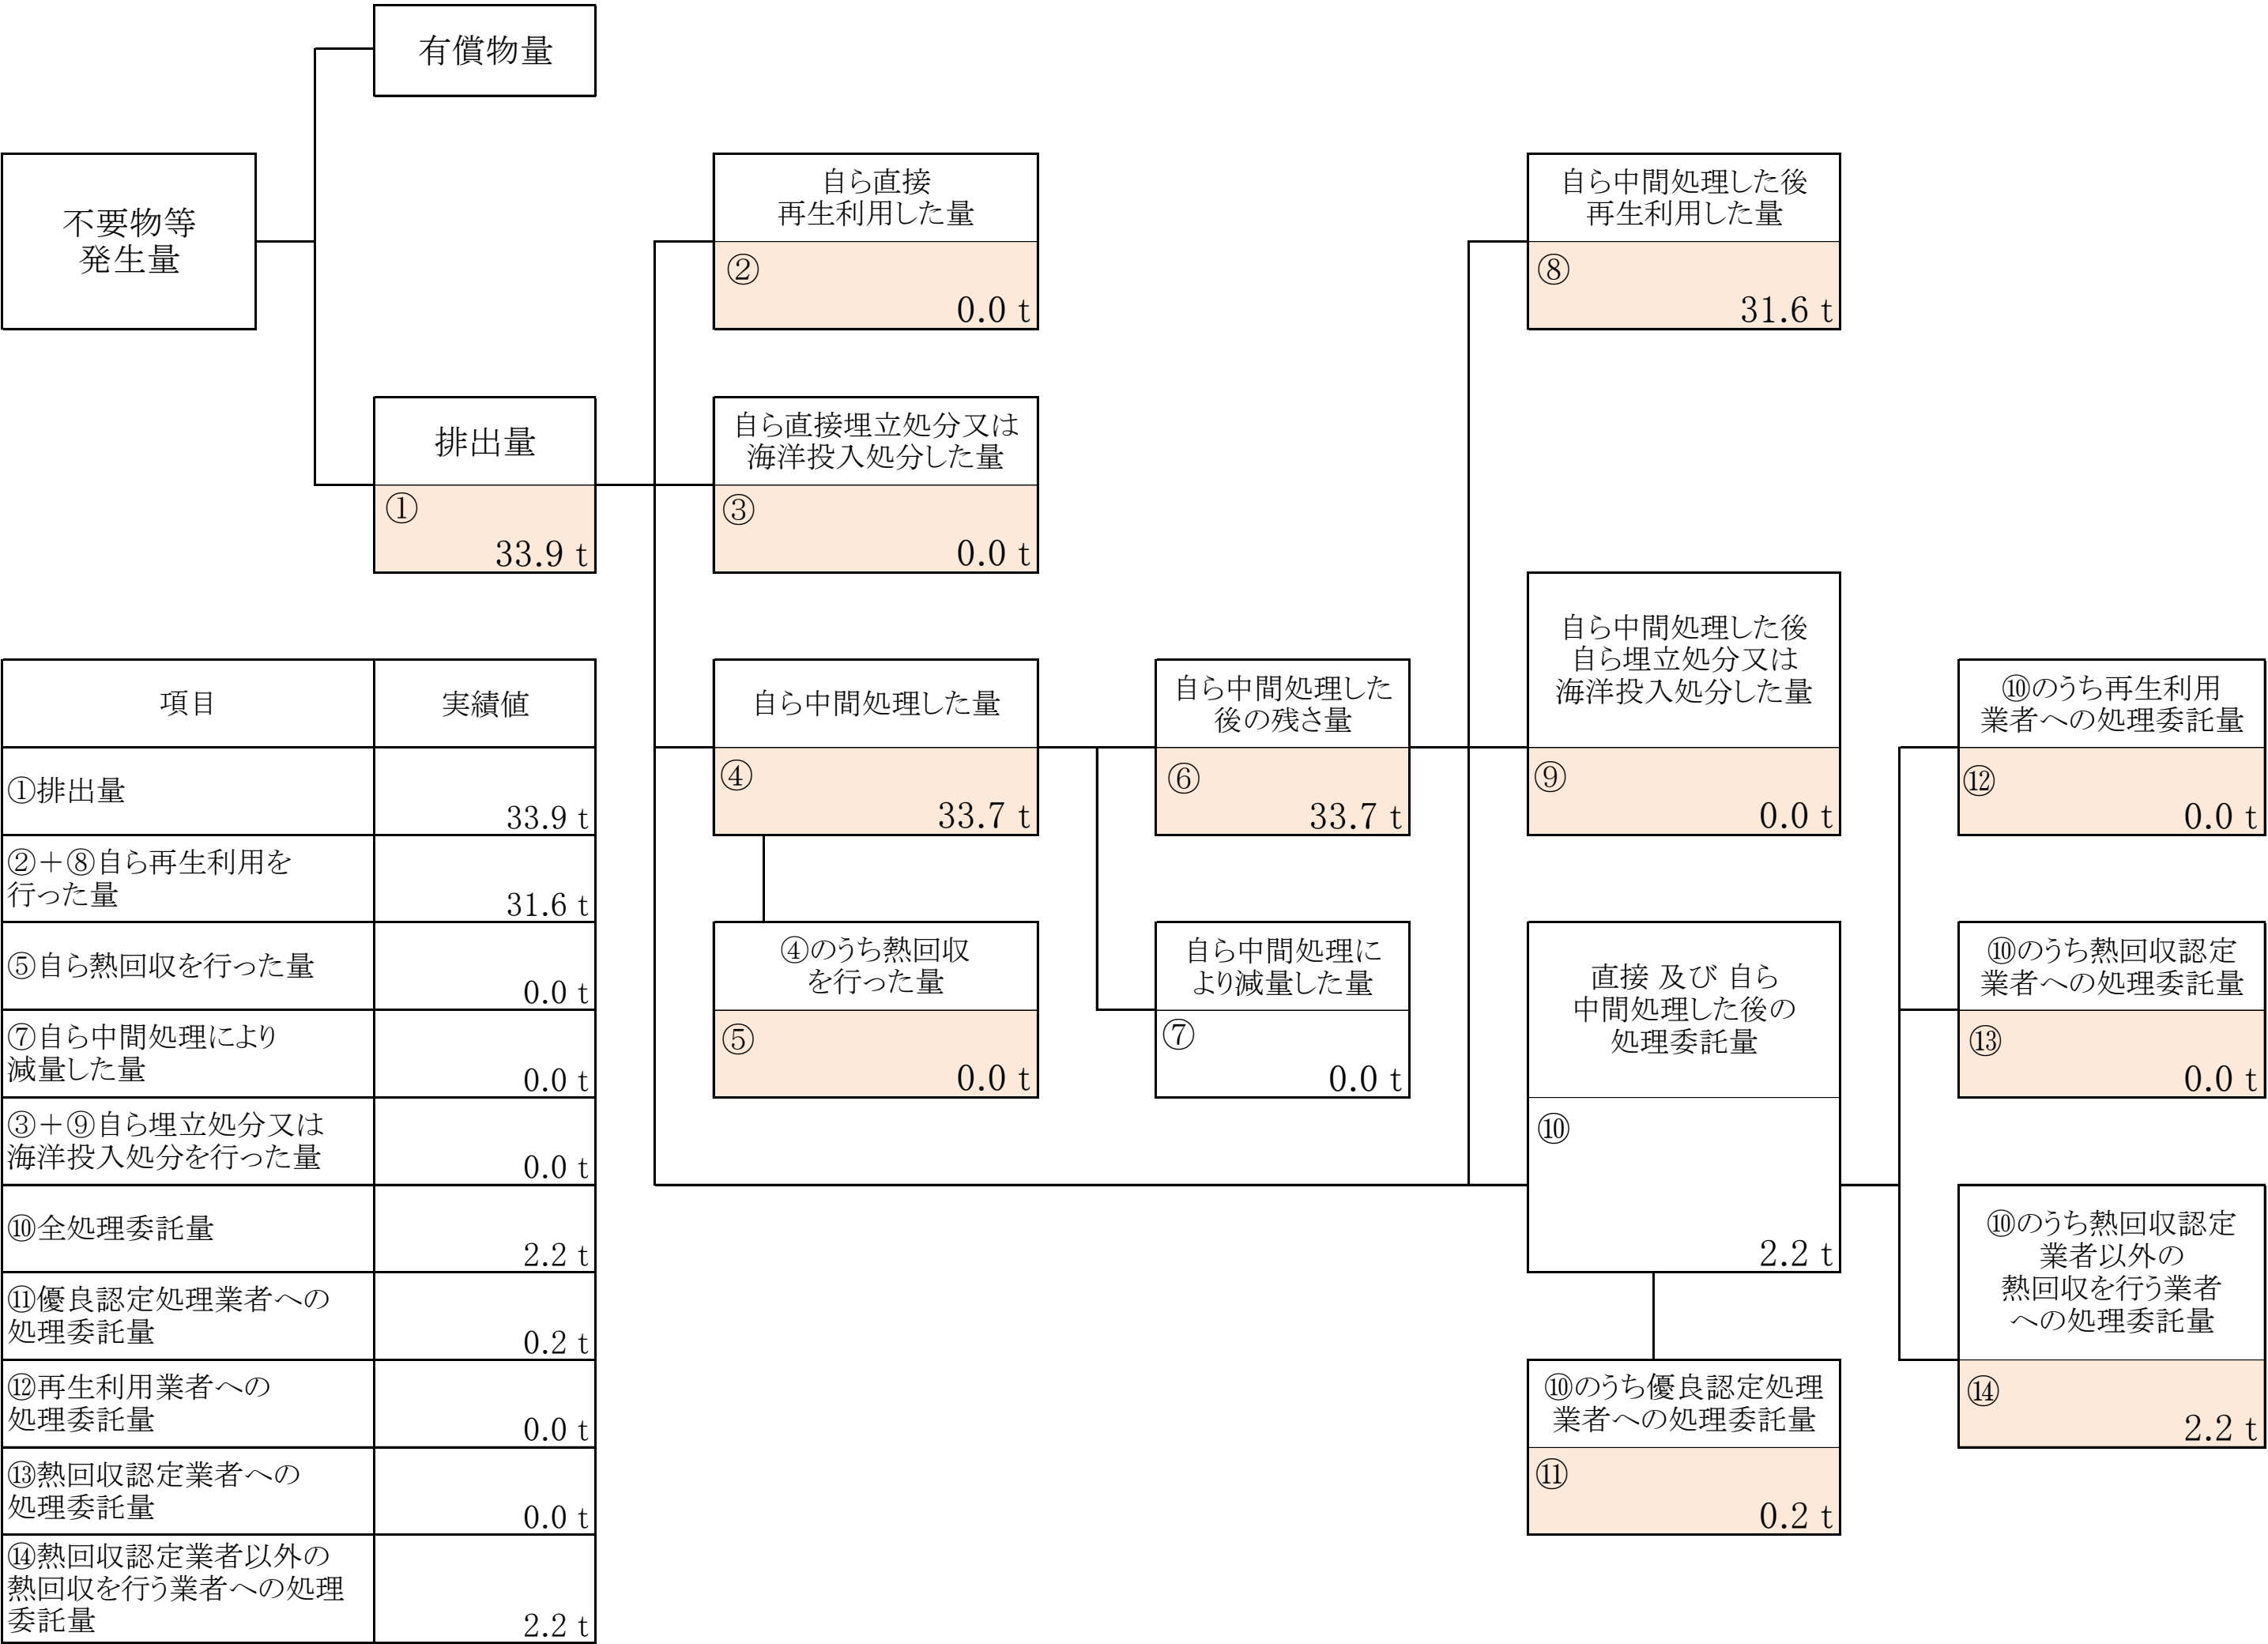 有償物量
不要物等
発生量
自ら直接
再生利用した量
②
0.0 t
自ら中間処理した後
再生利用した量
⑧
31.6 t
排出量
①
33.9 t
自ら直接埋立処分又は
海洋投入処分した量
③
0.0 t
自ら中間処理した量
④
33.7 t
自ら中間処理した
後の残さ量
⑥
33.7 t
自ら中間処理した後
自ら埋立処分又は
海洋投入処分した量
⑨
0.0 t
⑩のうち再生利用
業者への処理委託量
⑫
0.0 t
④のうち熱回収
を行った量
⑤
0.0 t
自ら中間処理に
より減量した量
⑦
0.0 t
直接 及び 自ら
中間処理した後の
処理委託量
⑩
2.2 t
⑩のうち熱回収認定
業者への処理委託量
⑬
0.0 t
⑩のうち熱回収認定
業者以外の
熱回収を行う業者
への処理委託量
⑭
2.2 t
⑩のうち優良認定処理
業者への処理委託量
⑪
0.2 t
項目 実績値
①排出量
33.9 t
②＋⑧自ら再生利用を
行った量
31.6 t
⑤自ら熱回収を行った量
0.0 t
⑦自ら中間処理により
減量した量
0.0 t
③＋⑨自ら埋立処分又は
海洋投入処分を行った量
0.0 t
⑩全処理委託量
2.2 t
⑪優良認定処理業者への
処理委託量
0.2 t
⑫再生利用業者への
処理委託量
0.0 t
⑬熱回収認定業者への
処理委託量
0.0 t
⑭熱回収認定業者以外の
熱回収を行う業者への処理
委託量
2.2 t